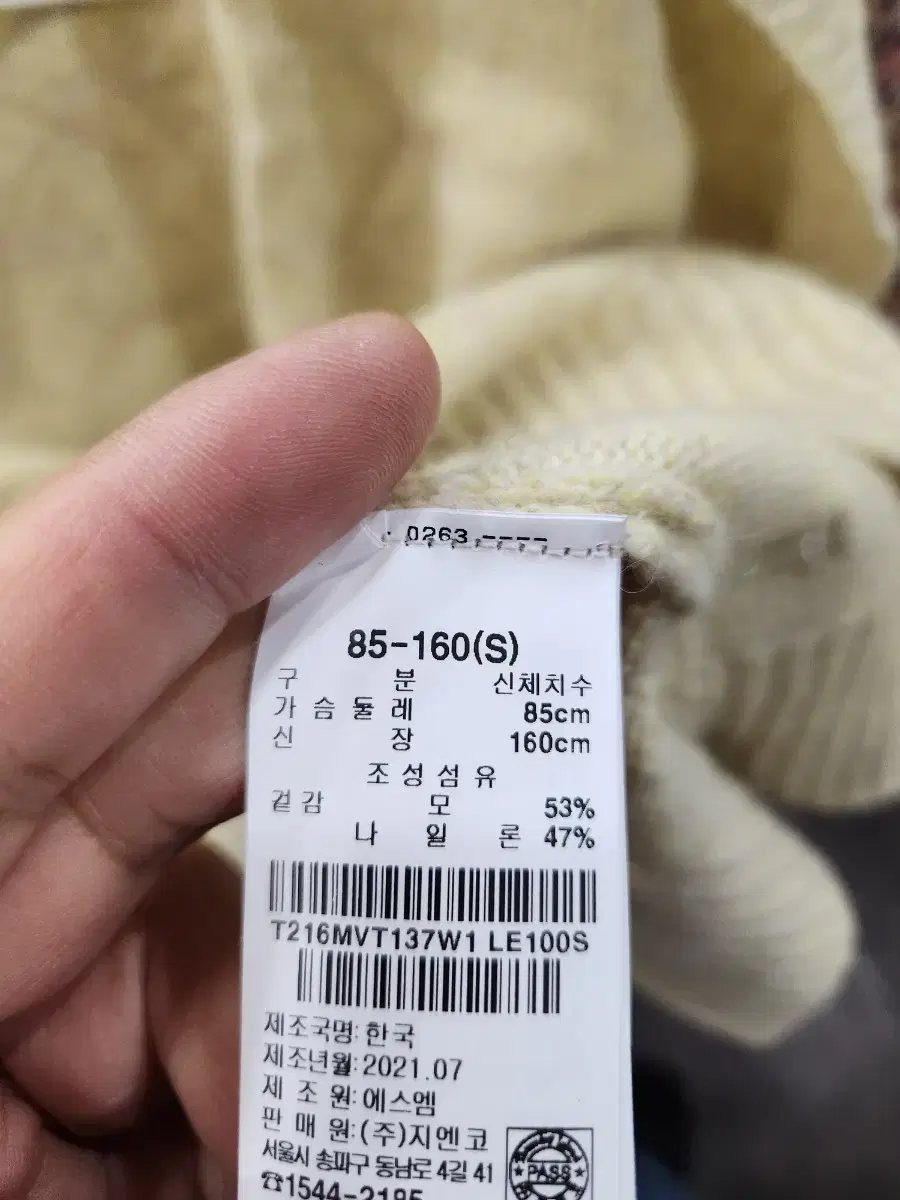 0263
85-160(S)
구 분 신체치수
가슴둘레 85cm
신 장 160cm
조성섬유
겉감 모 53%
나 일 론 47%
T216MVT137W1 LE100S
제조국명: 한국
제조년월: 2021.07
제 조 원: 에스엠
판 매 원: (주)지엔코
서울시 송파구 동남로 4길 41
☎1544-2185
★PASS★